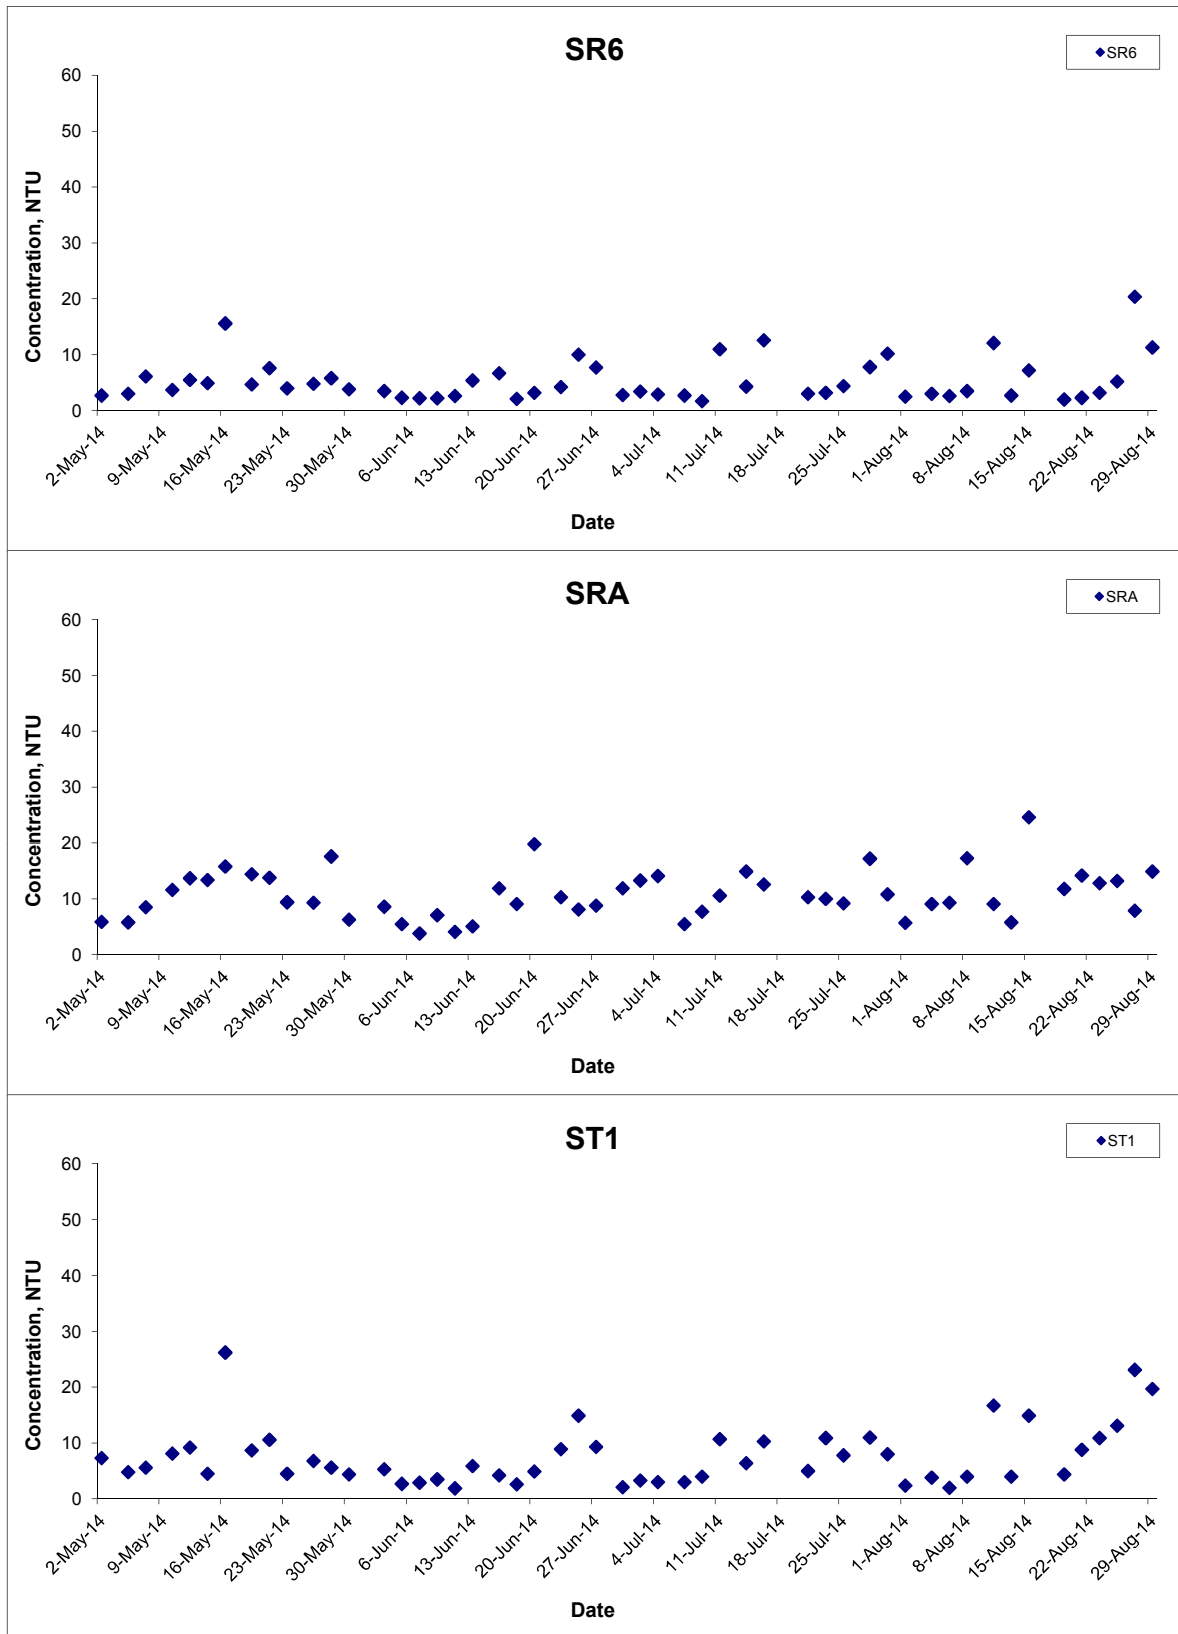 SR6
SR6
60
50
40
30
20
10
0
Concentration, NTU
2-May-14
9-May-14
16-May-14
23-May-14
30-May-14
6-Jun-14
13-Jun-14
20-Jun-14
27-Jun-14
4-Jul-14
11-Jul-14
18-Jul-14
25-Jul-14
1-Aug-14
8-Aug-14
15-Aug-14
22-Aug-14
29-Aug-14
Date
SRA
SRA
60
50
40
30
20
10
0
Concentration, NTU
2-May-14
9-May-14
16-May-14
23-May-14
30-May-14
6-Jun-14
13-Jun-14
20-Jun-14
27-Jun-14
4-Jul-14
11-Jul-14
18-Jul-14
25-Jul-14
1-Aug-14
8-Aug-14
15-Aug-14
22-Aug-14
29-Aug-14
Date
ST1
ST1
60
50
40
30
20
10
0
Concentration, NTU
2-May-14
9-May-14
16-May-14
23-May-14
30-May-14
6-Jun-14
13-Jun-14
20-Jun-14
27-Jun-14
4-Jul-14
11-Jul-14
18-Jul-14
25-Jul-14
1-Aug-14
8-Aug-14
15-Aug-14
22-Aug-14
29-Aug-14
Date